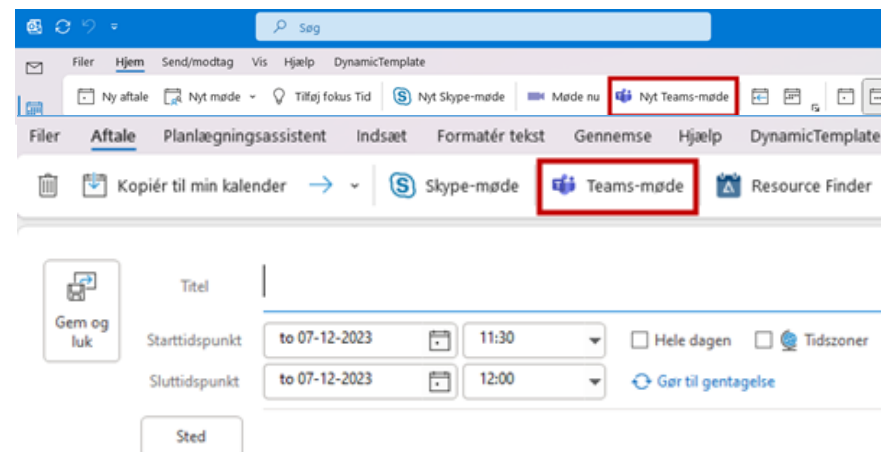 Søg
Filer Hjem Send/modtag Vis Hjælp DynamicTemplate
Ny aftale Nyt møde Tilføj fokus Tid Nyt Skype-møde Møde nu Nyt Teams-møde
Filer Aftale Planlægningsassistent Indsæt Formatér tekst Gennemse Hjælp DynamicTemplate
Kopiér til min kalender Skype-møde Teams-møde Resource Finder
Titel
Gem og luk
Starttidspunkt to 07-12-2023 11:30 Hele dagen Tidszoner
Sluttidspunkt to 07-12-2023 12:00 Gør til gentagelse
Sted